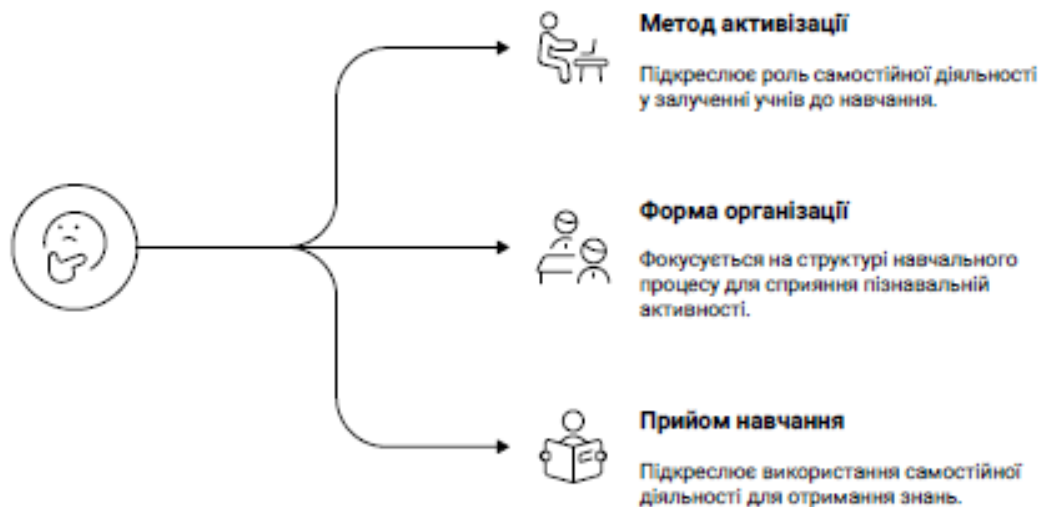 Метод активізації
Підкреслює роль самостійної діяльності
у залученні учнів до навчання.
Форма організації
Фокусується на структурі навчального
процесу для сприяння пізнавальній
активності.
Прийом навчання
Підкреслює використання самостійної
діяльності для отримання знань.